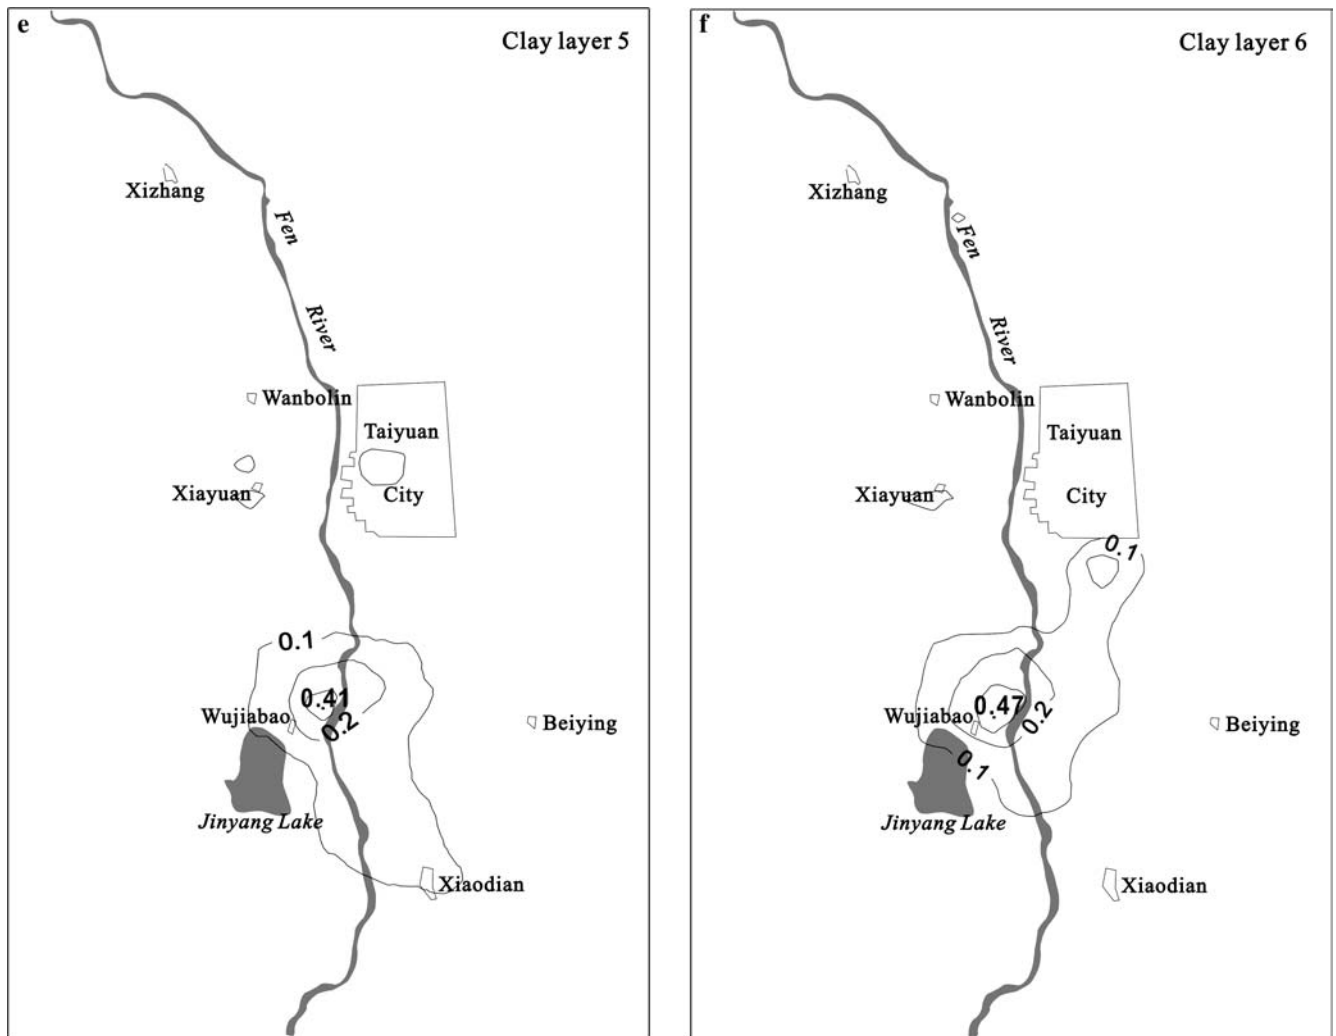 e
Clay layer 5
Xizhang
Fen
River
Wanbolin
Taiyuan
Xiayuan
City
0.1
0.41
Wujiabao
0.2
Beiying
Jinyang Lake
Xiaodian
f
Clay layer 6
Xizhang
Fen
River
Wanbolin
Taiyuan
Xiayuan
City
0.1
0.47
Wujiabao
0.2
Beiying
0.1
Jinyang Lake
Xiaodian